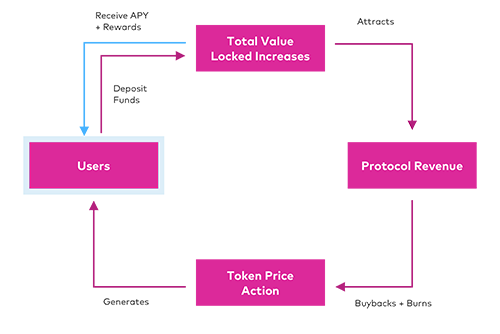 Receive APY
+ Rewards
Total Value
Locked Increases
Attracts
Deposit
Funds
Users
Protocol Revenue
Token Price
Action
Generates
Buybacks + Burns